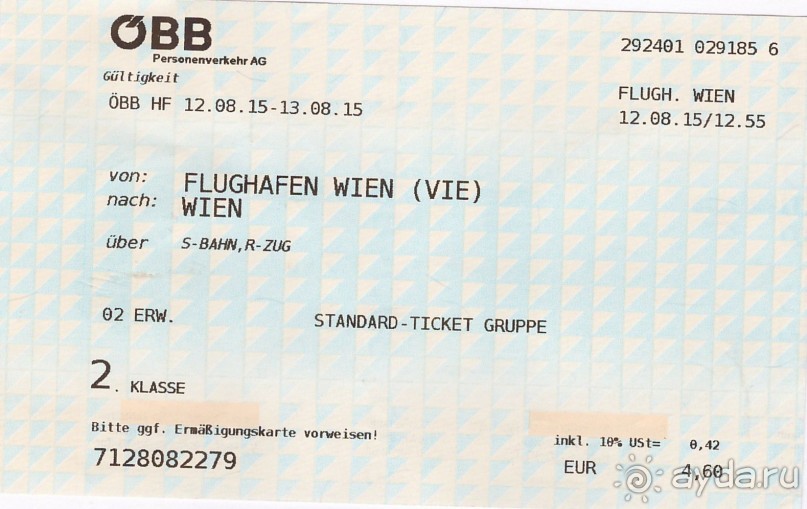 ÖBB
Personenverkehr AG
292401 029185 6
Gültigkeit
ÖBB HF 12.08.15-13.08.15
FLUGH. WIEN
12.08.15/12.55
von: FLUGHAFEN WIEN (VIE)
nach: WIEN
über S-BAHN,R-ZUG
02 ERW. STANDARD-TICKET GRUPPE
2. KLASSE
Bitte ggf. Ermäßigungskarte vorweisen!
inkl. 10% USt= 0,42
7128082279
EUR 4,60
ayda.ru